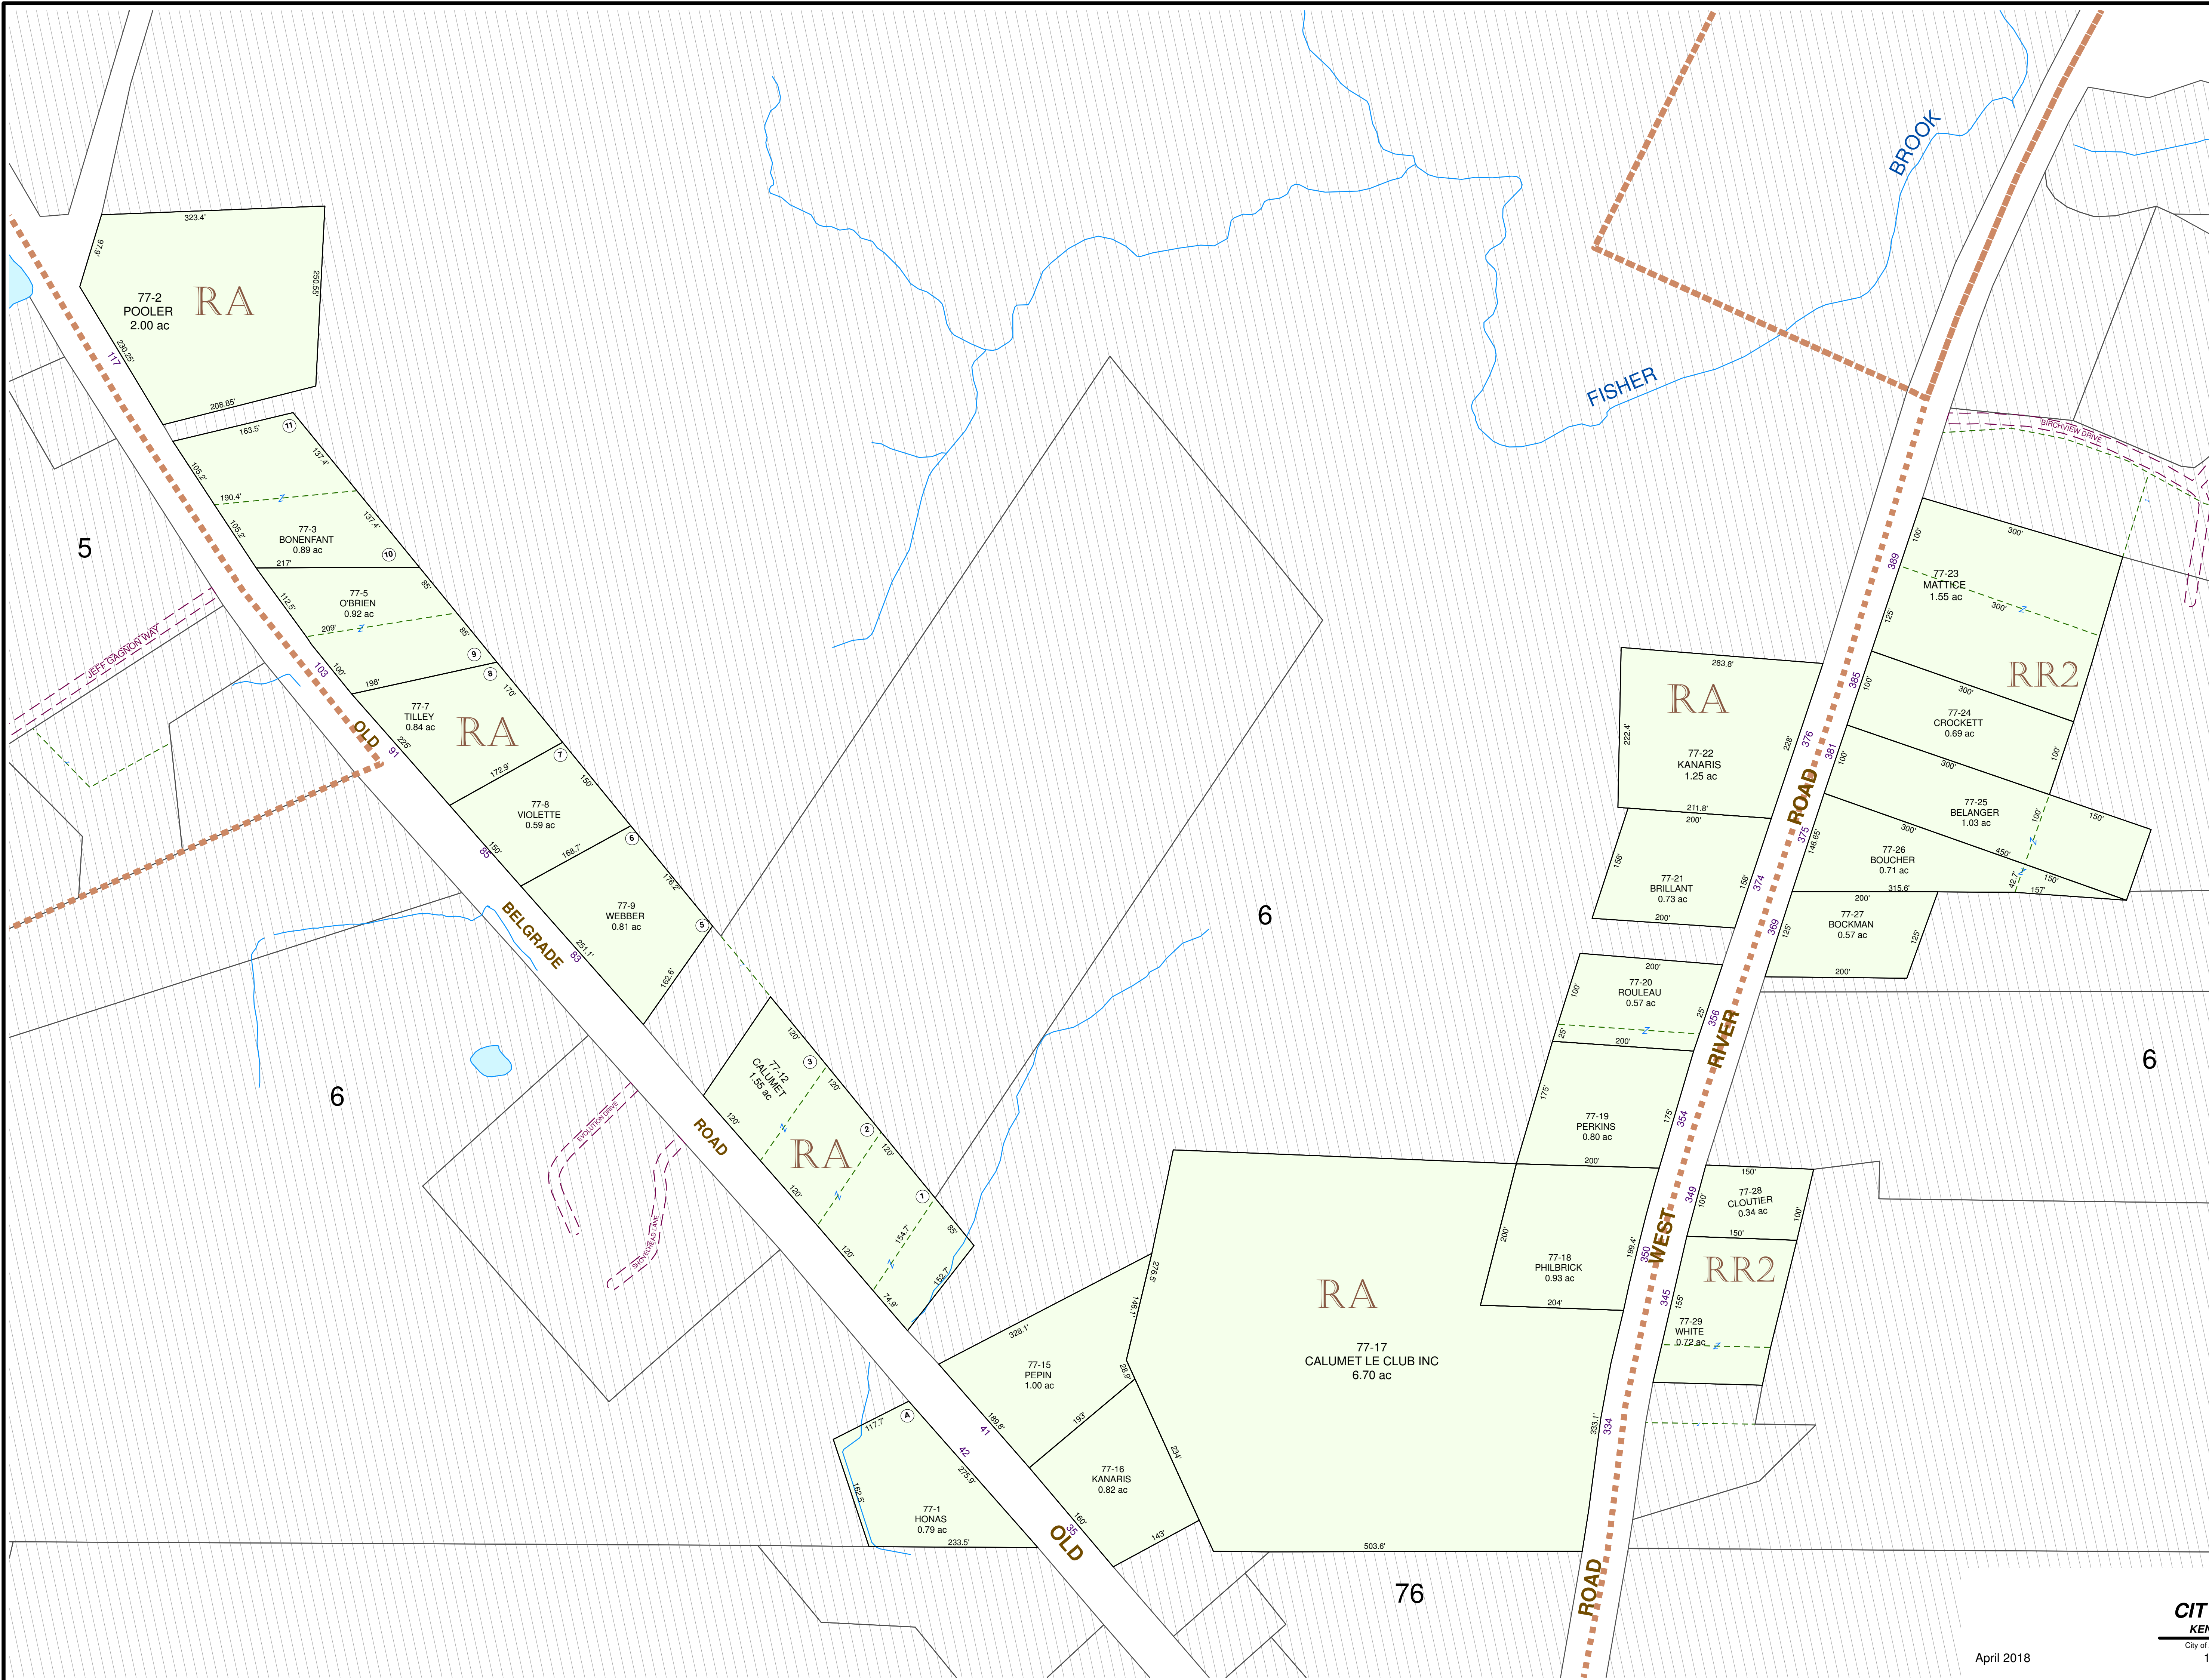 BROOK
FISHER
323.4'
97.9'
250.55'
77-2
POOLER
2.00 ac
RA
230.25'
117
208.85'
163.5'
11
137.4'
105.2'
190.4'
Z
105.2'
137.4'
77-3
BONENFANT
0.89 ac
10
217'
85'
112.5'
77-5
O'BRIEN
0.92 ac
209'
Z
85'
9
103
100'
198'
8
170'
77-7
TILLEY
0.84 ac
RA
225'
91
OLD
172.9'
7
150'
77-8
VIOLETTE
0.59 ac
150'
85
168.7'
6
176.2'
77-9
WEBBER
0.81 ac
251.1'
83
5
162.6'
BELGRADE
ROAD
5
JEFF GAGNON WAY
6
EVOLUTION DRIVE
SHOVELHEAD LANE
120'
3
77-12
CALUMET
1.55 ac
120'
120'
Z
2
RA
120'
120'
Z
1
120'
154.7'
85'
Z
74.9'
152.7'
6
328.1'
276.5'
146.1'
28.9'
77-15
PEPIN
1.00 ac
189.8'
41
193'
234'
77-16
KANARIS
0.82 ac
160'
35
143'
OLD
A
117.7'
42
275.9'
162.5'
77-1
HONAS
0.79 ac
233.5'
RA
77-17
CALUMET LE CLUB INC
6.70 ac
503.6'
333.1'
334
76
BIRCHVIEW DRIVE
300'
100'
389
77-23
MATTICE
1.55 ac
300'
Z
125'
RR2
385
100'
300'
77-24
CROCKETT
0.69 ac
100'
381
100'
300'
77-25
BELANGER
1.03 ac
100'
150'
Z
300'
450'
375
146.65'
77-26
BOUCHER
0.71 ac
42.7'
Z
150'
315.6'
157'
200'
369
125'
77-27
BOCKMAN
0.57 ac
125'
200'
283.8'
RA
222.4'
77-22
KANARIS
1.25 ac
228'
376
211.8'
200'
158'
77-21
BRILLANT
0.73 ac
158'
374
200'
200'
100'
77-20
ROULEAU
0.57 ac
25'
Z
25'
356
200'
175'
77-19
PERKINS
0.80 ac
175'
354
200'
200'
77-18
PHILBRICK
0.93 ac
199.4'
350
204'
ROAD
RIVER
WEST
ROAD
6
150'
349
100'
77-28
CLOUTIER
0.34 ac
100'
150'
RR2
345
155'
77-29
WHITE
0.72 ac
Z
CIT
KEN
City of
April 2018
1